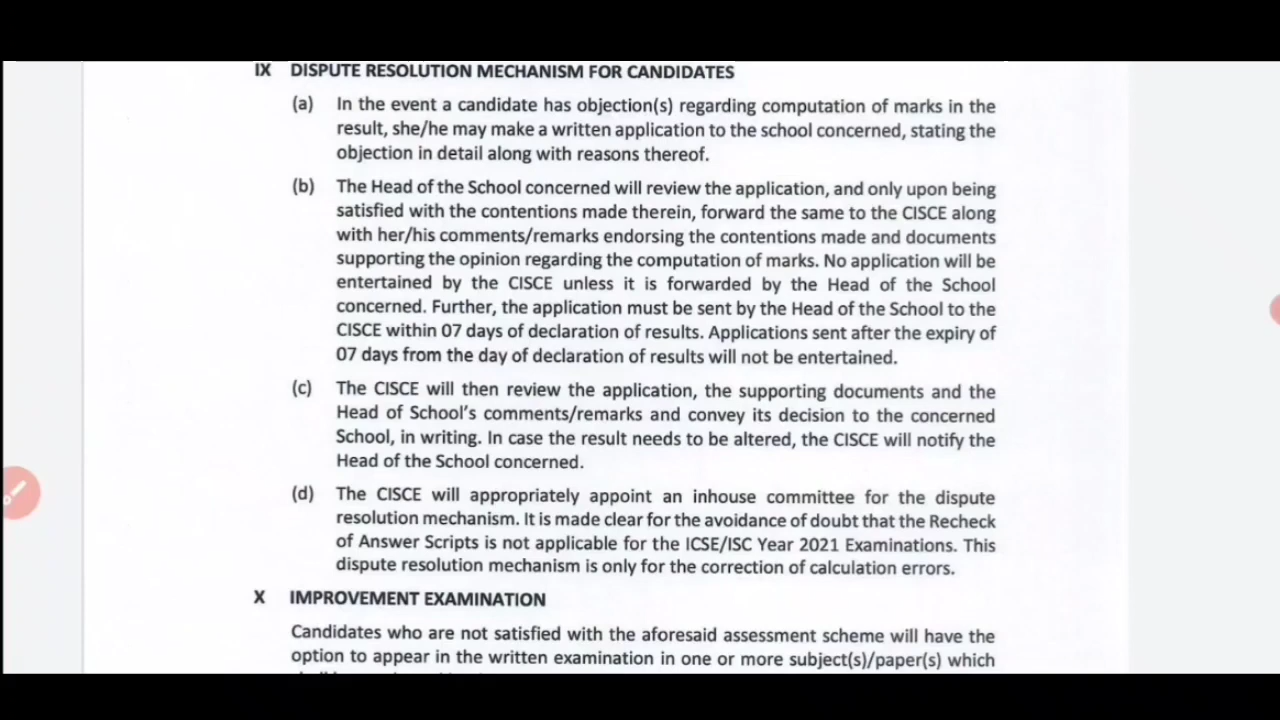 IX DISPUTE RESOLUTION MECHANISM FOR CANDIDATES
(a) In the event a candidate has objection(s) regarding computation of marks in the
result, she/he may make a written application to the school concerned, stating the
objection in detail along with reasons thereof.
(b) The Head of the School concerned will review the application, and only upon being
satisfied with the contentions made therein, forward the same to the CISCE along
with her/his comments/remarks endorsing the contentions made and documents
supporting the opinion regarding the computation of marks. No application will be
entertained by the CISCE unless it is forwarded by the Head of the School
concerned. Further, the application must be sent by the Head of the School to the
CISCE within 07 days of declaration of results. Applications sent after the expiry of
07 days from the day of declaration of results will not be entertained.
(c) The CISCE will then review the application, the supporting documents and the
Head of School's comments/remarks and convey its decision to the concerned
School, in writing. In case the result needs to be altered, the CISCE will notify the
Head of the School concerned.
(d) The CISCE will appropriately appoint an inhouse committee for the dispute
resolution mechanism. It is made clear for the avoidance of doubt that the Recheck
of Answer Scripts is not applicable for the ICSE/ISC Year 2021 Examinations. This
dispute resolution mechanism is only for the correction of calculation errors.
X IMPROVEMENT EXAMINATION
Candidates who are not satisfied with the aforesaid assessment scheme will have the
option to appear in the written examination in one or more subject(s)/paper(s) which